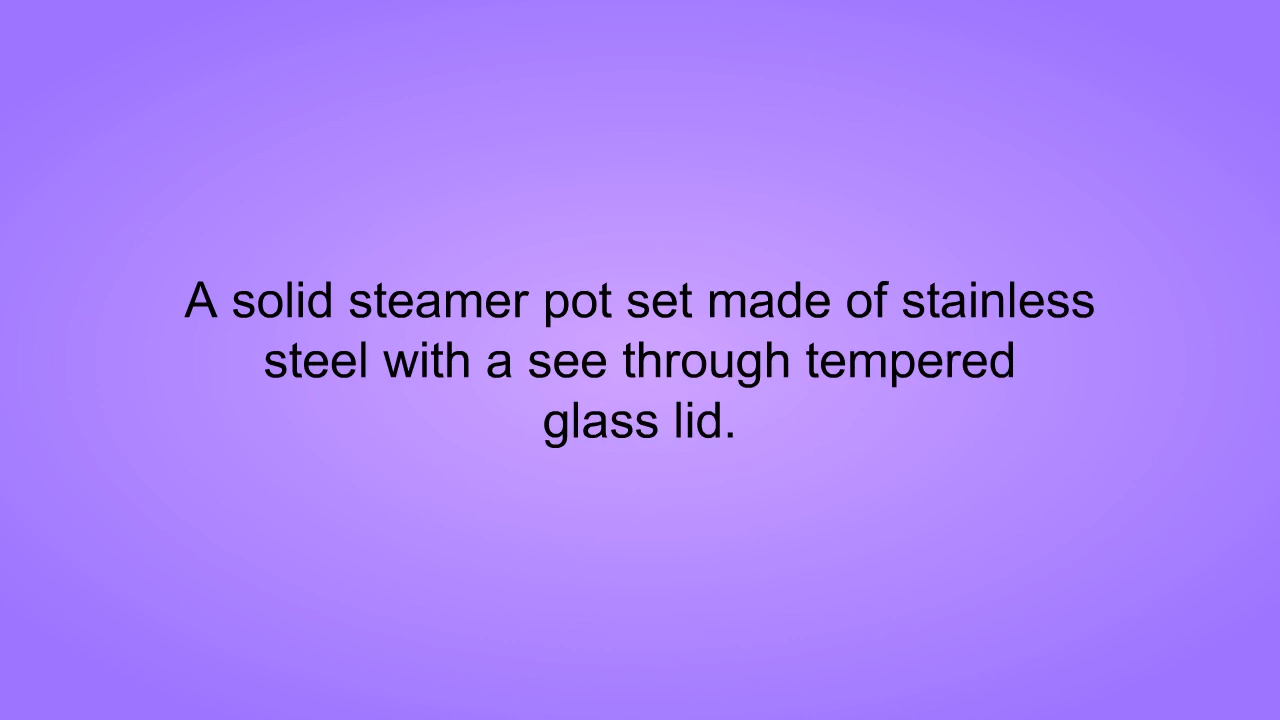 A solid steamer pot set made of stainless
steel with a see through tempered
glass lid.